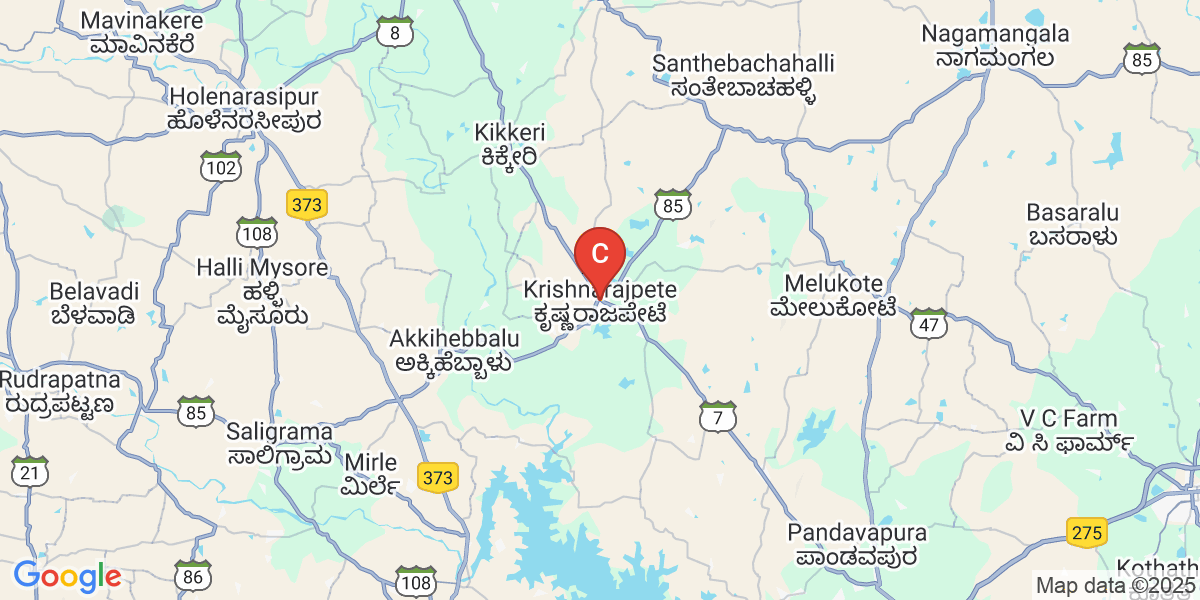 Mavinakere
ಮಾವಿನಕೆರೆ
8
Nagamangala
ನಾಗಮಂಗಲ
85
Santhebachahalli
ಸಂತೇಬಾಚಹಳ್ಳಿ
Holenarasipur
ಹೊಳೆನರಸೀಪುರ
Kikkeri
ಕಿಕ್ಕೇರಿ
102
373
85
108
Basaralu
ಬಸರಾಳು
C
Halli Mysore
ಹಳ್ಳಿ
ಮೈಸೂರು
Belavadi
ಬೆಳವಾಡಿ
Krishnarajpete
ಕೃಷ್ಣರಾಜಪೇಟೆ
Melukote
ಮೇಲುಕೋಟೆ
47
Akkihebbalu
ಅಕ್ಕಿಹೆಬ್ಬಾಳು
Rudrapatna
ರುದ್ರಪಟ್ಟಣ
85
7
V C Farm
ವಿ ಸಿ ಫಾರ್ಮ್
Saligrama
ಸಾಲಿಗ್ರಾಮ
21
Mirle
ಮಿರ್ಲೆ
373
Pandavapura
ಪಾಂಡವಪುರ
275
Google
86
108
Kothath
Map data ©2025